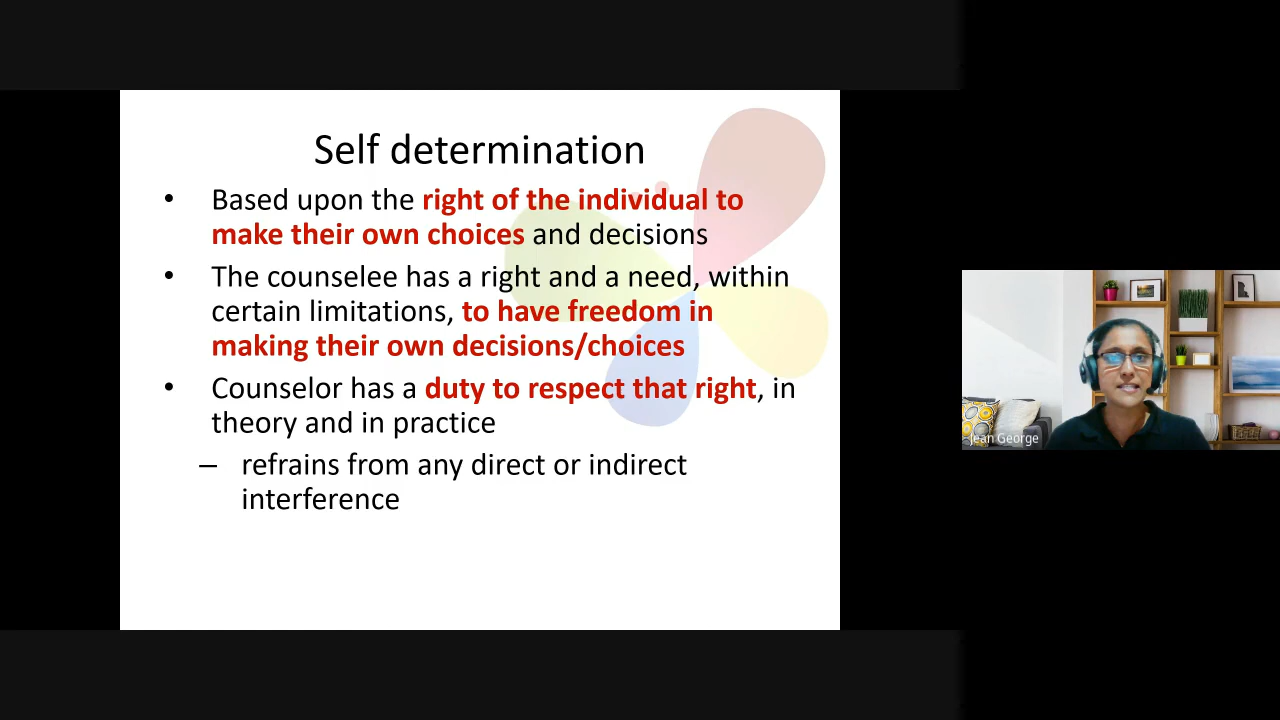 Self determination
• Based upon the right of the individual to
make their own choices and decisions
• The counselee has a right and a need, within
certain limitations, to have freedom in
making their own decisions/choices
• Counselor has a duty to respect that right, in
theory and in practice
– refrains from any direct or indirect
interference
Jean George